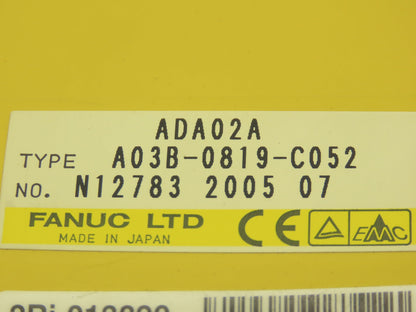 ADA02A
TYPE A03B-0819-C052
NO. N12783 2005 07
FANUC LTD CE EMC
MADE IN JAPAN